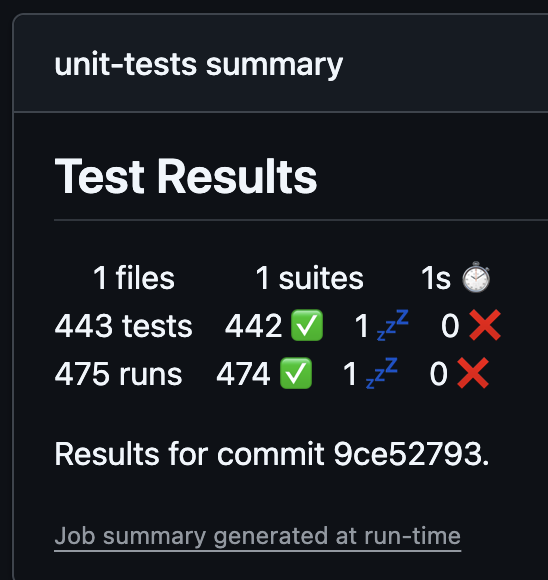 unit-tests summary
Test Results
1 files 1 suites 1s ⏱️
443 tests 442 ✅ 1 💤 0 ❌
475 runs 474 ✅ 1 💤 0 ❌
Results for commit 9ce52793.
Job summary generated at run-time